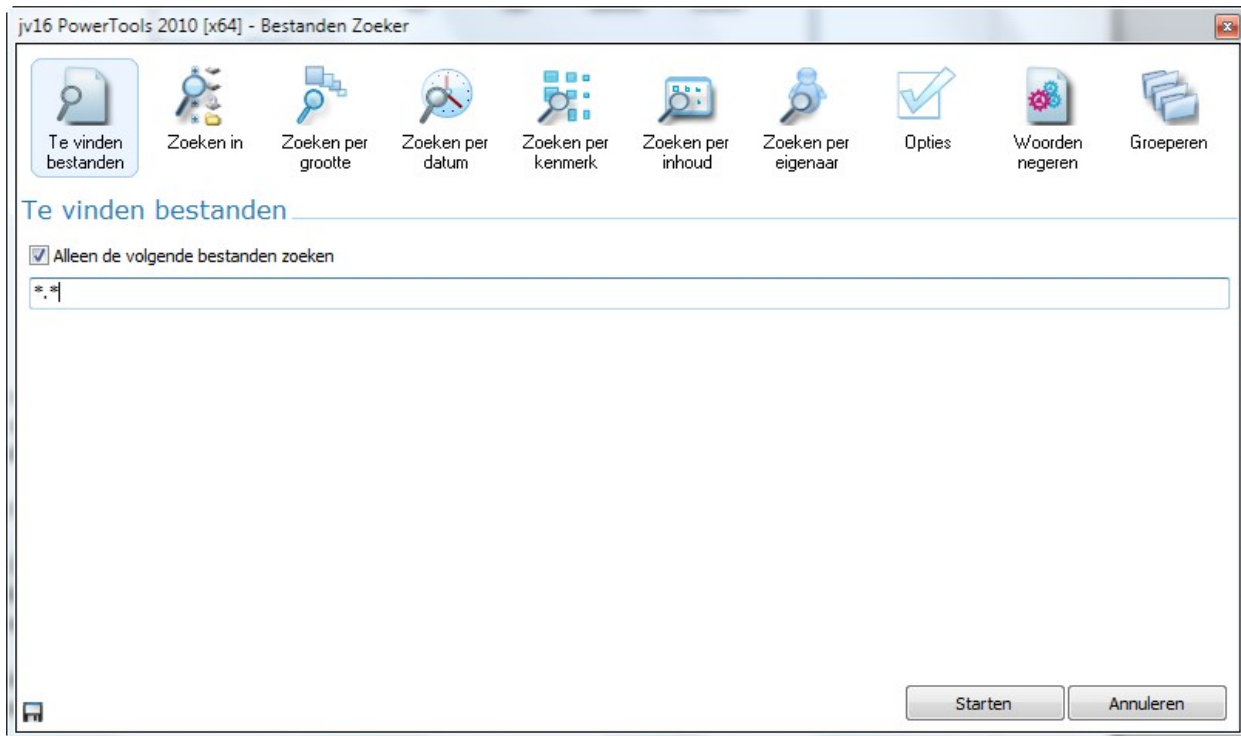 jv16 PowerTools 2010 [x64] - Bestanden Zoeker
Te vinden bestanden
Zoeken in
Zoeken per grootte
Zoeken per datum
Zoeken per kenmerk
Zoeken per inhoud
Zoeken per eigenaar
Opties
Woorden negeren
Groeperen
Te vinden bestanden
Alleen de volgende bestanden zoeken
*.*
Starten
Annuleren